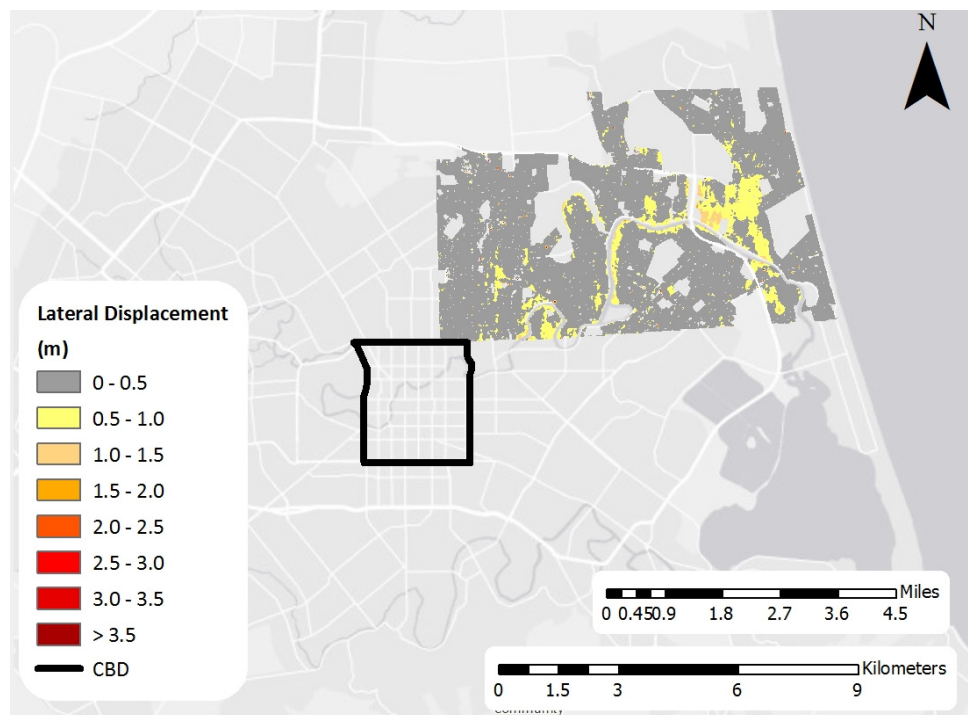 N
Lateral Displacement
(m)
0 - 0.5
0.5 - 1.0
1.0 - 1.5
1.5 - 2.0
2.0 - 2.5
2.5 - 3.0
3.0 - 3.5
> 3.5
CBD
Miles
0 0.45 0.9 1.8 2.7 3.6 4.5
Kilometers
0 1.5 3 6 9